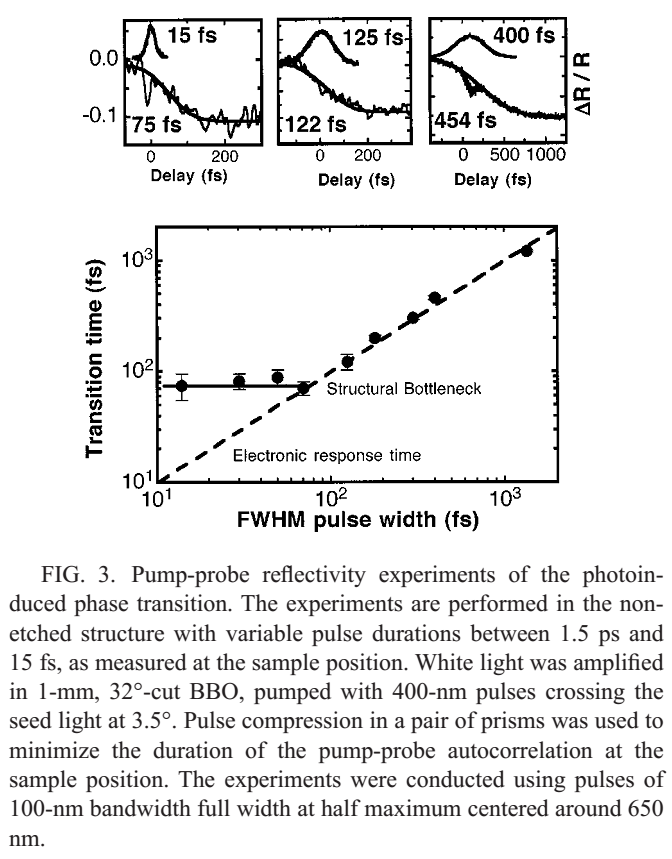 15 fs
125 fs
400 fs
0.0
-0.1
75 fs
122 fs
454 fs
ΔR / R
0 200
0 200
0 500 1000
Delay (fs)
Delay (fs)
Delay (fs)
Transition time (fs)
10³
10²
10¹
Structural Bottleneck
Electronic response time
10¹ 10² 10³
FWHM pulse width (fs)
FIG. 3. Pump-probe reflectivity experiments of the photoin-
duced phase transition. The experiments are performed in the non-
etched structure with variable pulse durations between 1.5 ps and
15 fs, as measured at the sample position. White light was amplified
in 1-mm, 32°-cut BBO, pumped with 400-nm pulses crossing the
seed light at 3.5°. Pulse compression in a pair of prisms was used to
minimize the duration of the pump-probe autocorrelation at the
sample position. The experiments were conducted using pulses of
100-nm bandwidth full width at half maximum centered around 650
nm.